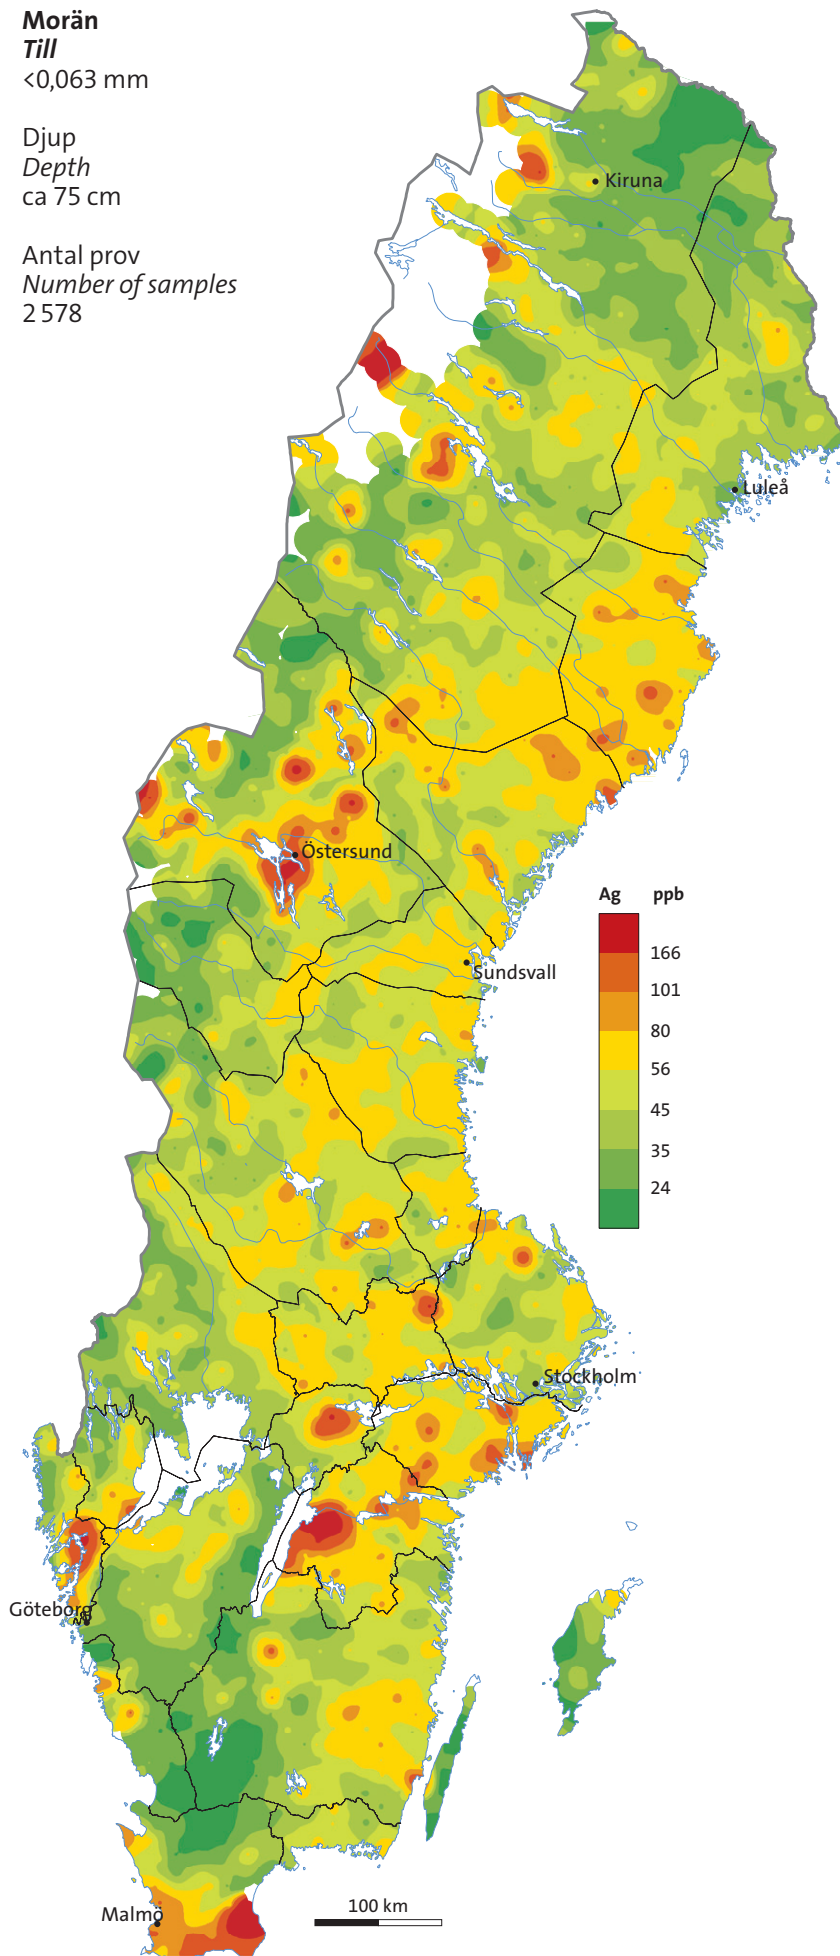 Morän
Till
<0,063 mm
Djup
Depth
ca 75 cm
Antal prov
Number of samples
2 578
Kiruna
Luleå
Östersund
Sundsvall
Ag ppb
166
101
80
56
45
35
24
Stockholm
Göteborg
Malmö
100 km